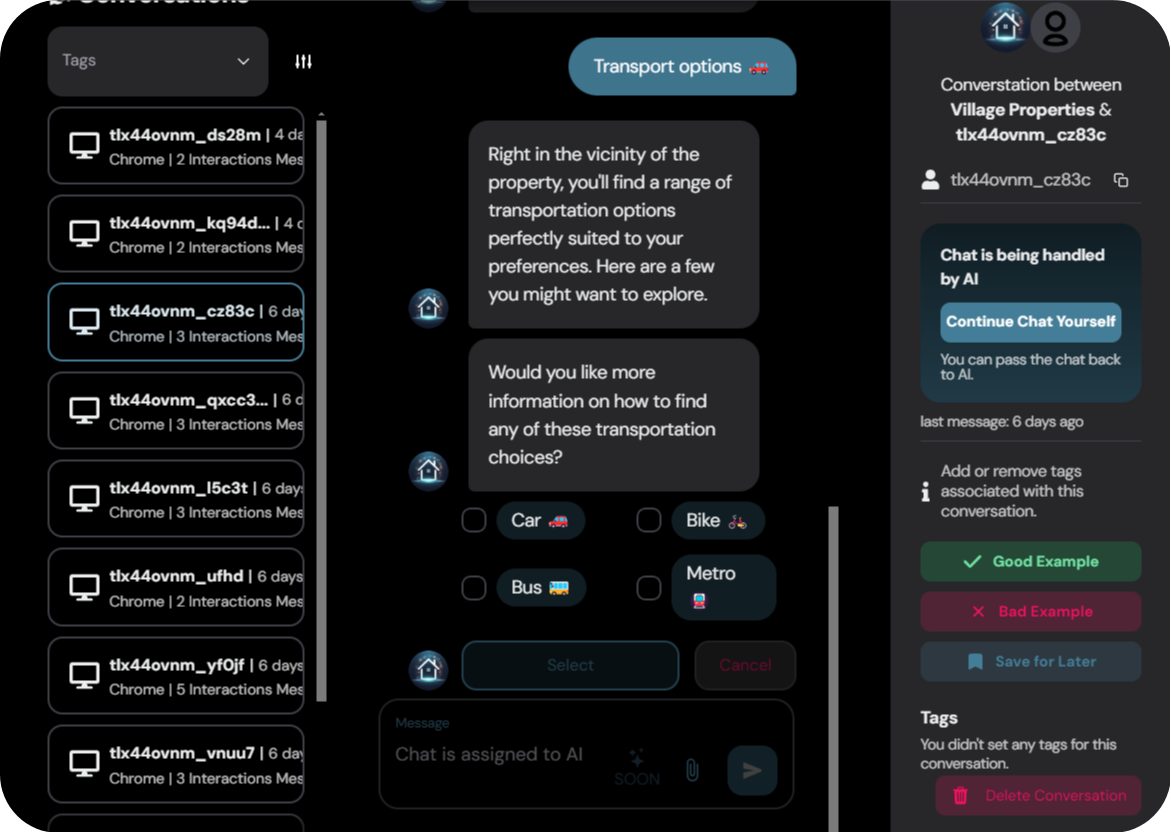 Conversations
Tags
tlx44ovnm_ds28m | 4 da
Chrome | 2 Interactions Mes
tlx44ovnm_kq94d... | 4 d
Chrome | 2 Interactions Mes
tlx44ovnm_cz83c | 6 day
Chrome | 3 Interactions Mes
tlx44ovnm_qxcc3... | 6 d
Chrome | 3 Interactions Mes
tlx44ovnm_l5c3t | 6 days
Chrome | 3 Interactions Mes
tlx44ovnm_ufhd | 6 days
Chrome | 2 Interactions Mes
tlx44ovnm_yf0jf | 6 days
Chrome | 5 Interactions Mes
tlx44ovnm_vnuu7 | 6 day
Chrome | 3 Interactions Mes
Transport options 🚗
Right in the vicinity of the
property, you'll find a range of
transportation options
perfectly suited to your
preferences. Here are a few
you might want to explore.
Would you like more
information on how to find
any of these transportation
choices?
Car 🚗
Bike 🚲
Bus 🚌
Metro
🚇
Select
Cancel
Message
Chat is assigned to AI
SOON
Converstation between
Village Properties &
tlx44ovnm_cz83c
tlx44ovnm_cz83c
Chat is being handled
by AI
Continue Chat Yourself
You can pass the chat back
to AI.
last message: 6 days ago
Add or remove tags
associated with this
conversation.
Good Example
Bad Example
Save for Later
Tags
You didn't set any tags for this
conversation.
Delete Conversation